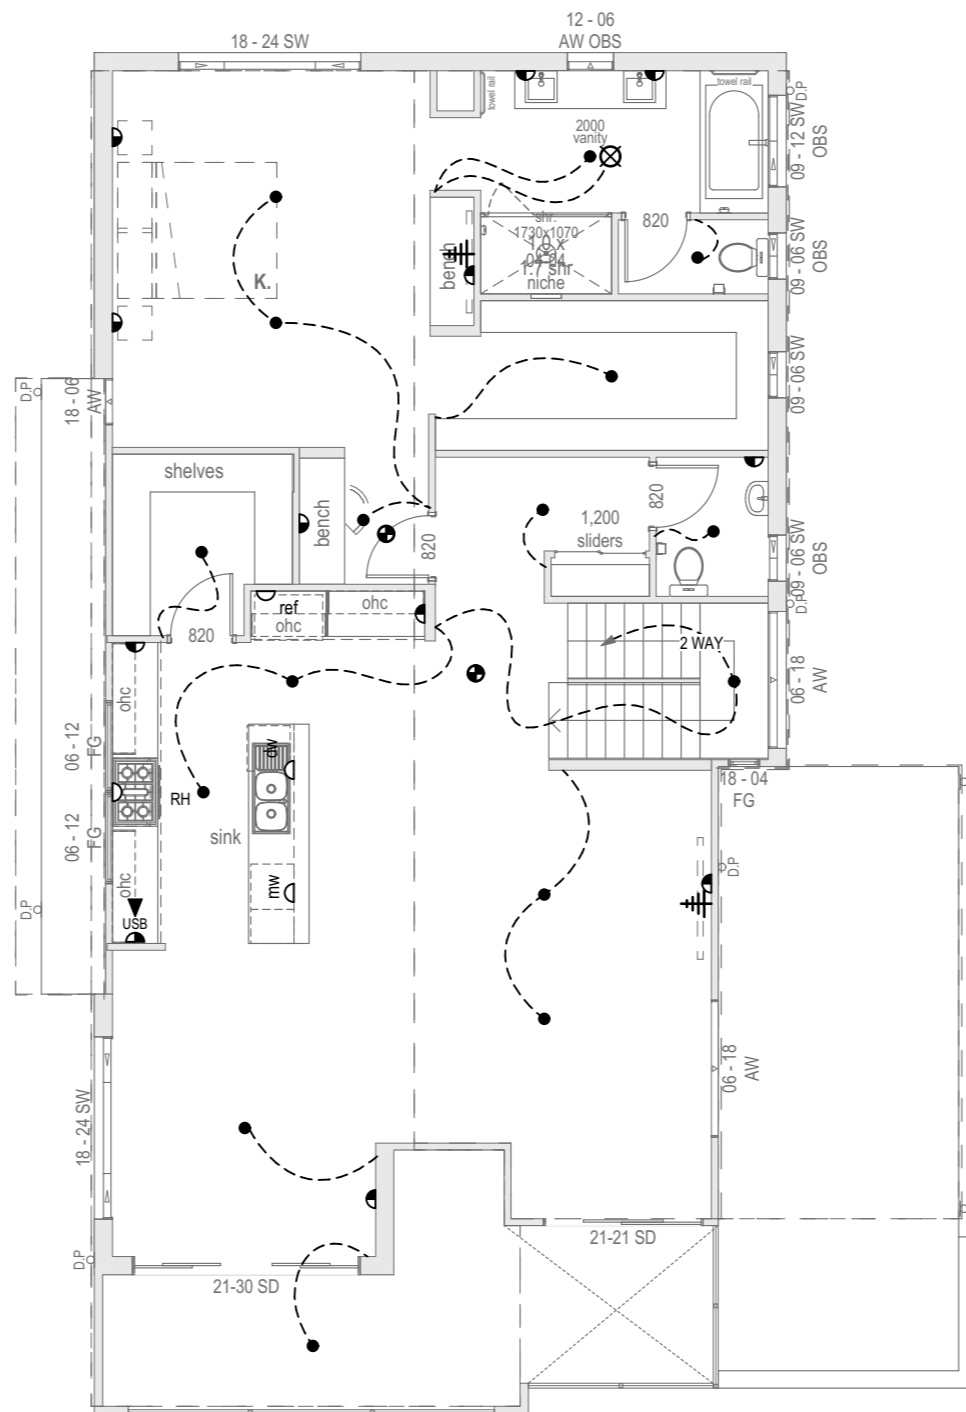 12 - 06
AW OBS
18 - 24 SW
towel rail
towel rail
D.P
2000
vanity
09 - 12 SW
OBS
shr.
1730x1070
niche
820
bench
09 - 06 SW
OBS
K.
D.P
18 - 06
AW
09 - 06 SW
shelves
bench
820
1,200
sliders
820
09 - 06 SW
OBS
D.P
ref
ohc
ohc
820
2 WAY
06 - 18
AW
ohc
06 - 12
FG
dw
RH
18 - 04
FG
sink
06 - 12
FG
ohc
mw
D.P
D.P
USB
06 - 18
AW
18 - 24 SW
D.P
21-30 SD
21-21 SD